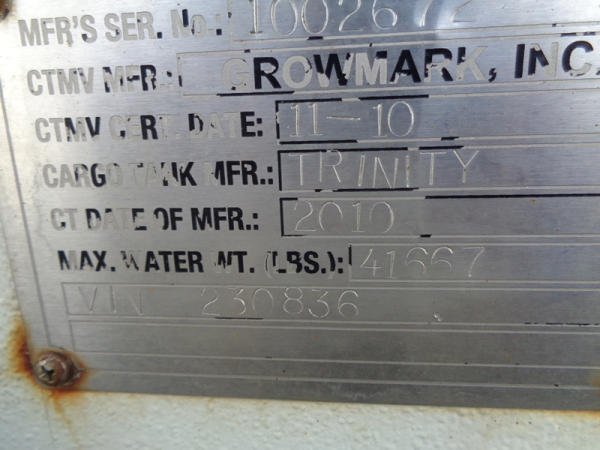 MFR'S SER. No.: 1002672
CTMV MFR.: GROWMARK, INC.
CTMV CERT. DATE: 11-10
CARGO TANK MFR.: TRINITY
CT DATE OF MFR.: 2010
MAX. WATER WT. (LBS.): 41667
VIN 230836